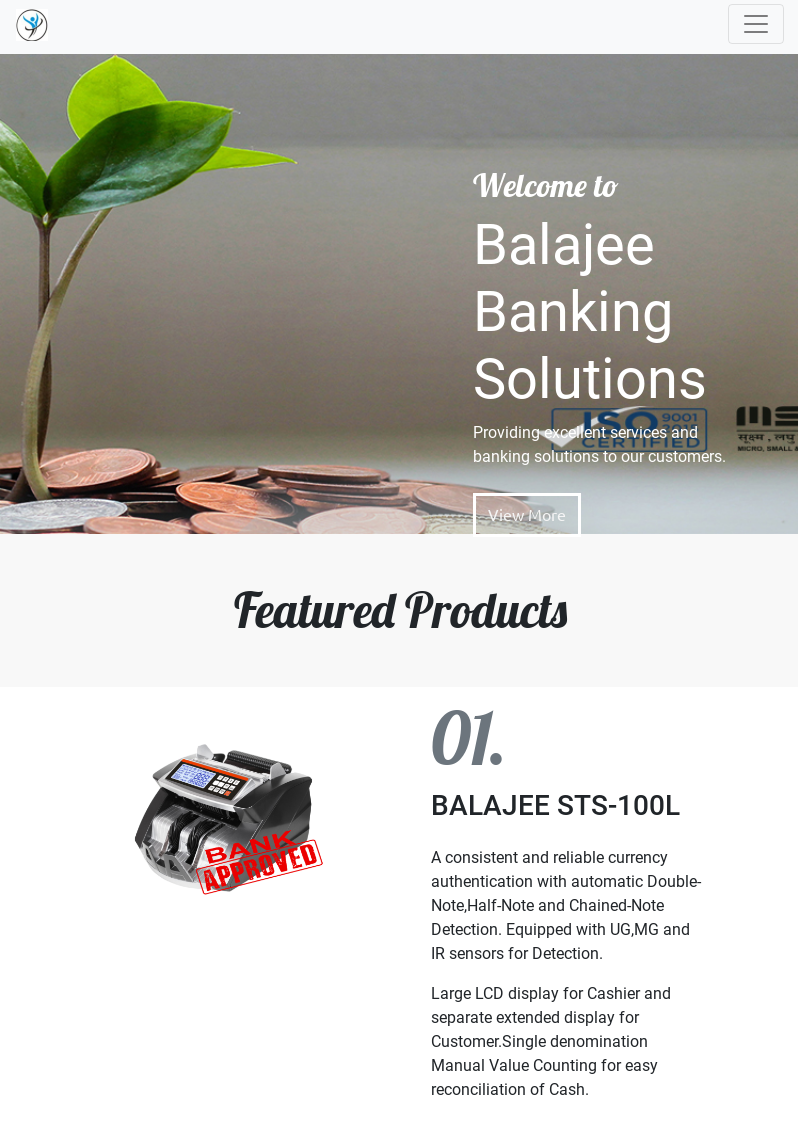 Welcome to
Balajee
Banking
Solutions
ISO 9001
CERTIFIED
Providing excellent services and
banking solutions to our customers.
सूक्ष्म, लघु
MICRO, SMALL &
View More
Featured Products
01.
BALAJEE STS-100L
BANK
APPROVED
A consistent and reliable currency
authentication with automatic Double-
Note,Half-Note and Chained-Note
Detection. Equipped with UG,MG and
IR sensors for Detection.
Large LCD display for Cashier and
separate extended display for
Customer.Single denomination
Manual Value Counting for easy
reconciliation of Cash.